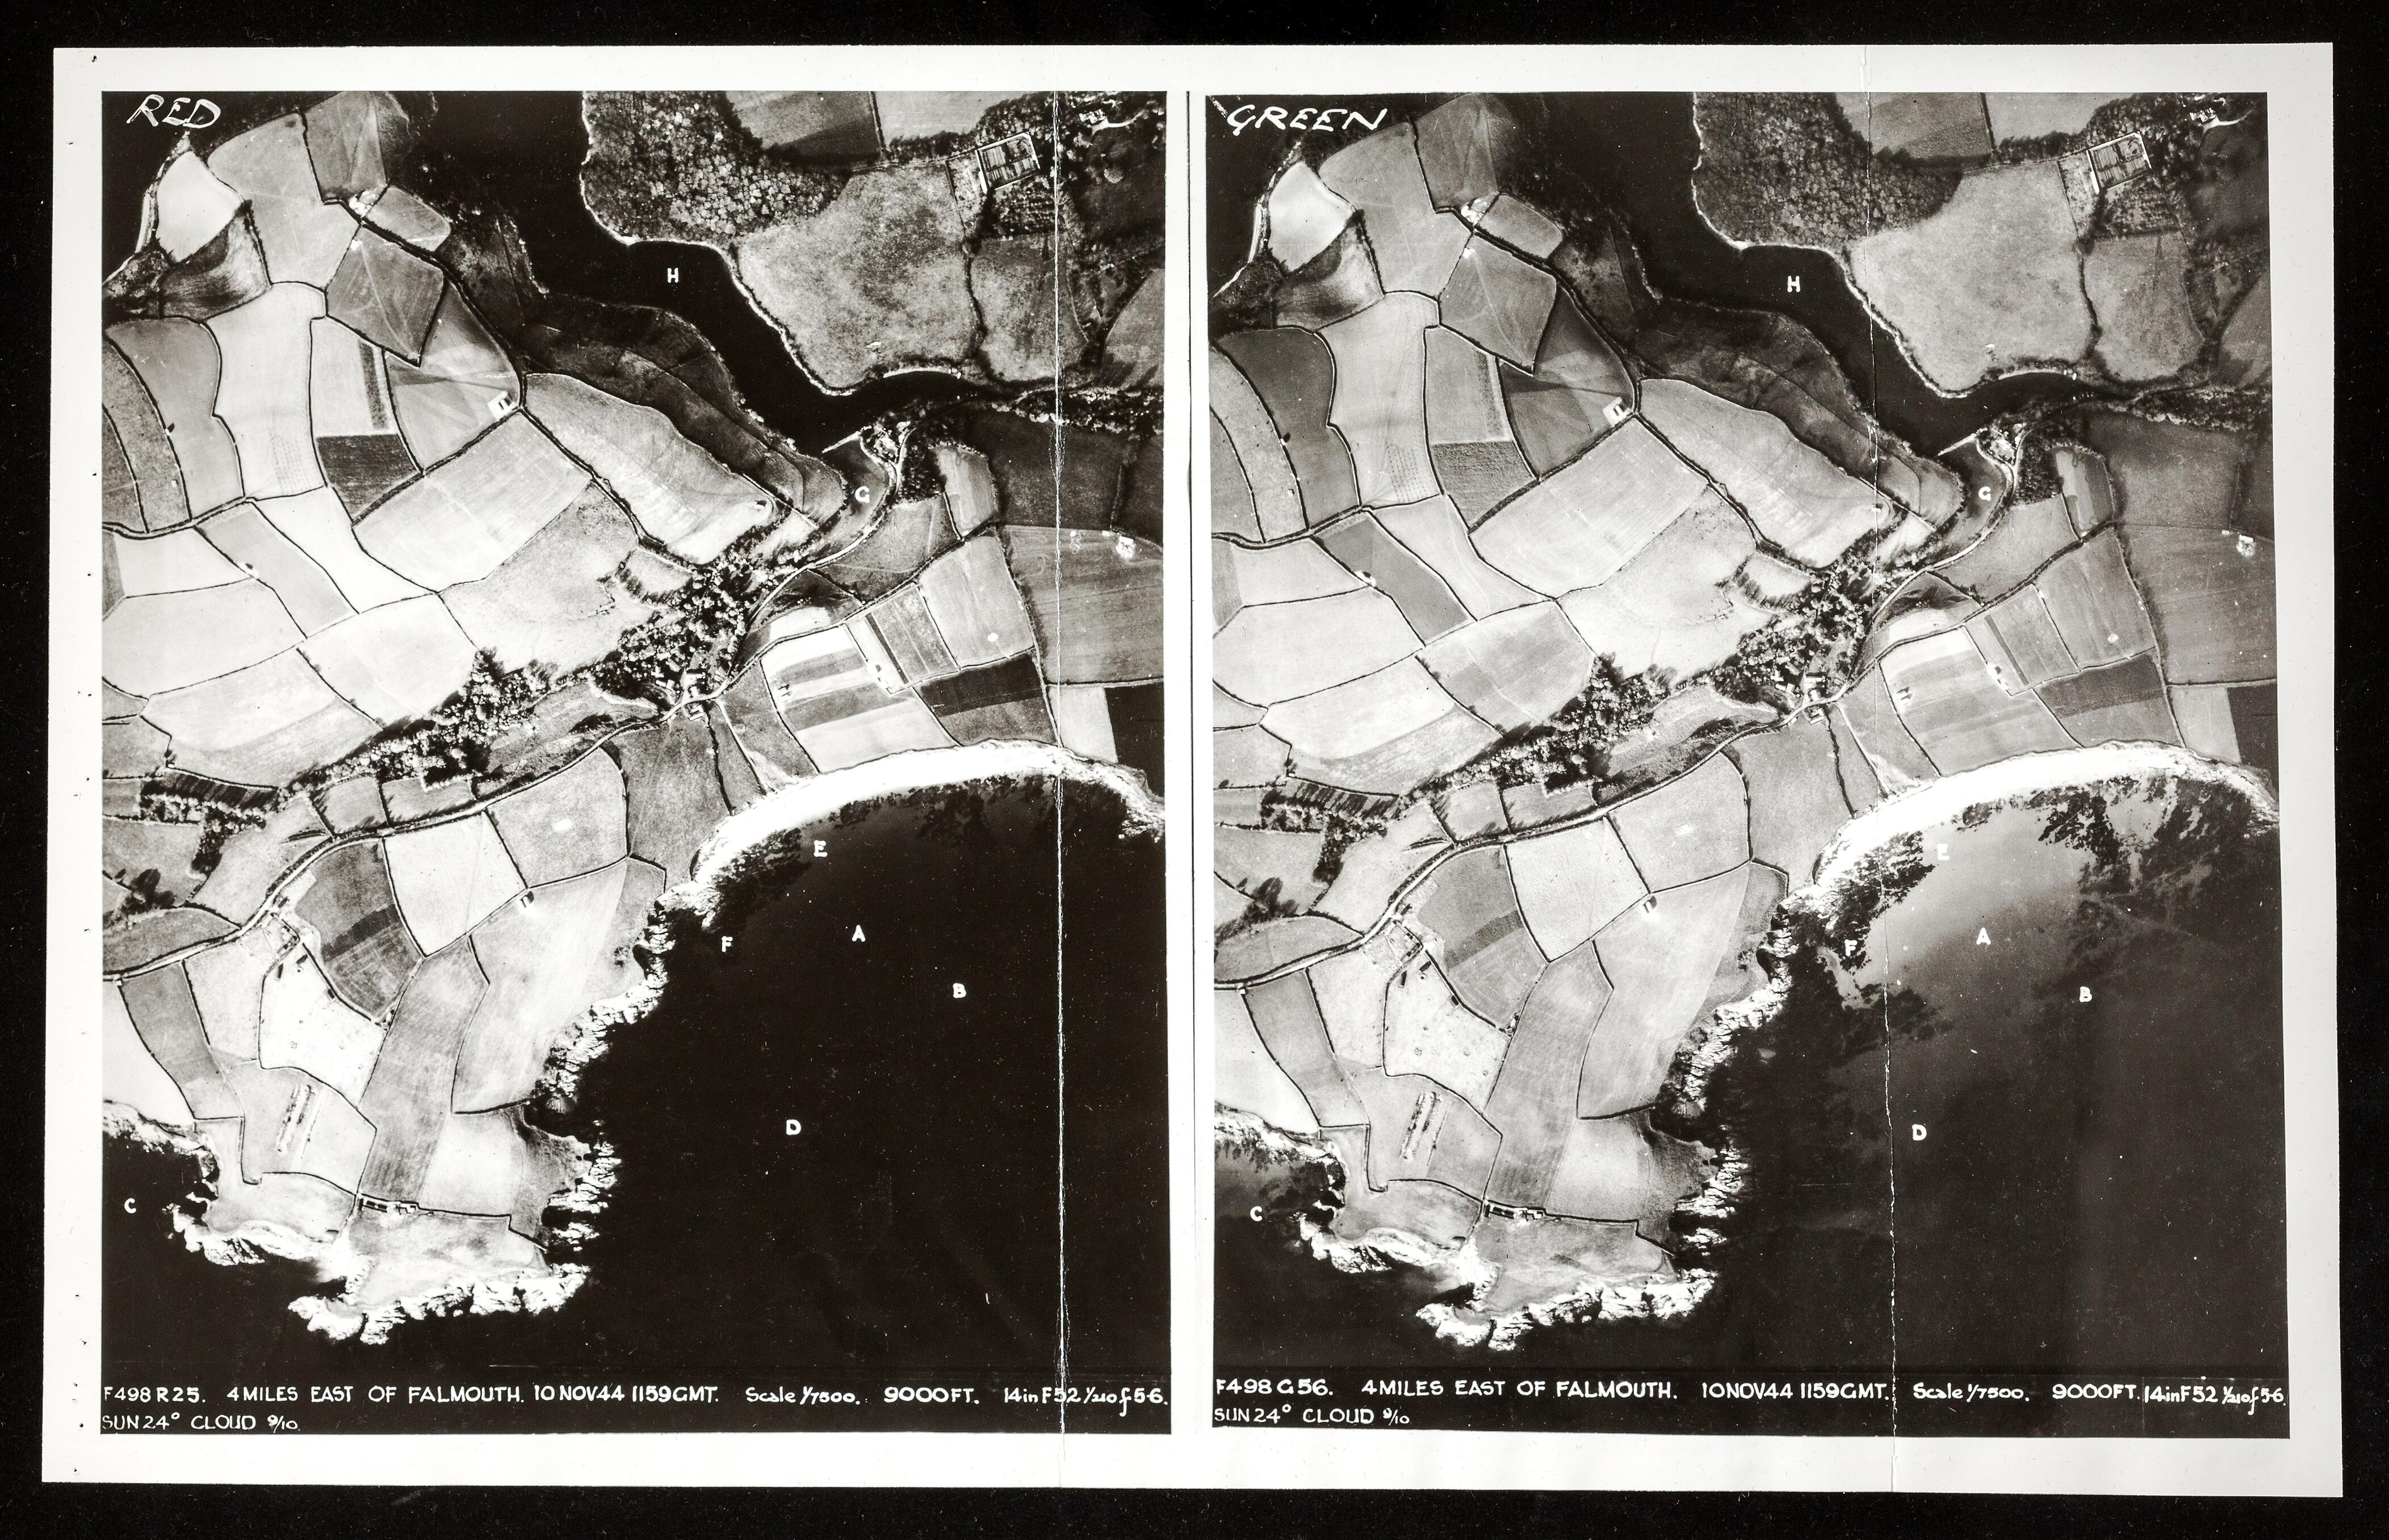 RED
H
G
E
F
A
B
D
C
F498 R25. 4 MILES EAST OF FALMOUTH. 10 NOV 44 1159 GMT. Scale 1/7500. 9000 FT. 14in F52 1/210 f5·6.
SUN 24° CLOUD 9/10.
GREEN
H
G
E
F
A
B
D
C
F498 G56. 4 MILES EAST OF FALMOUTH. 10 NOV 44 1159 GMT. Scale 1/7500. 9000 FT. 14in F52 1/210 f5·6
SUN 24° CLOUD 9/10